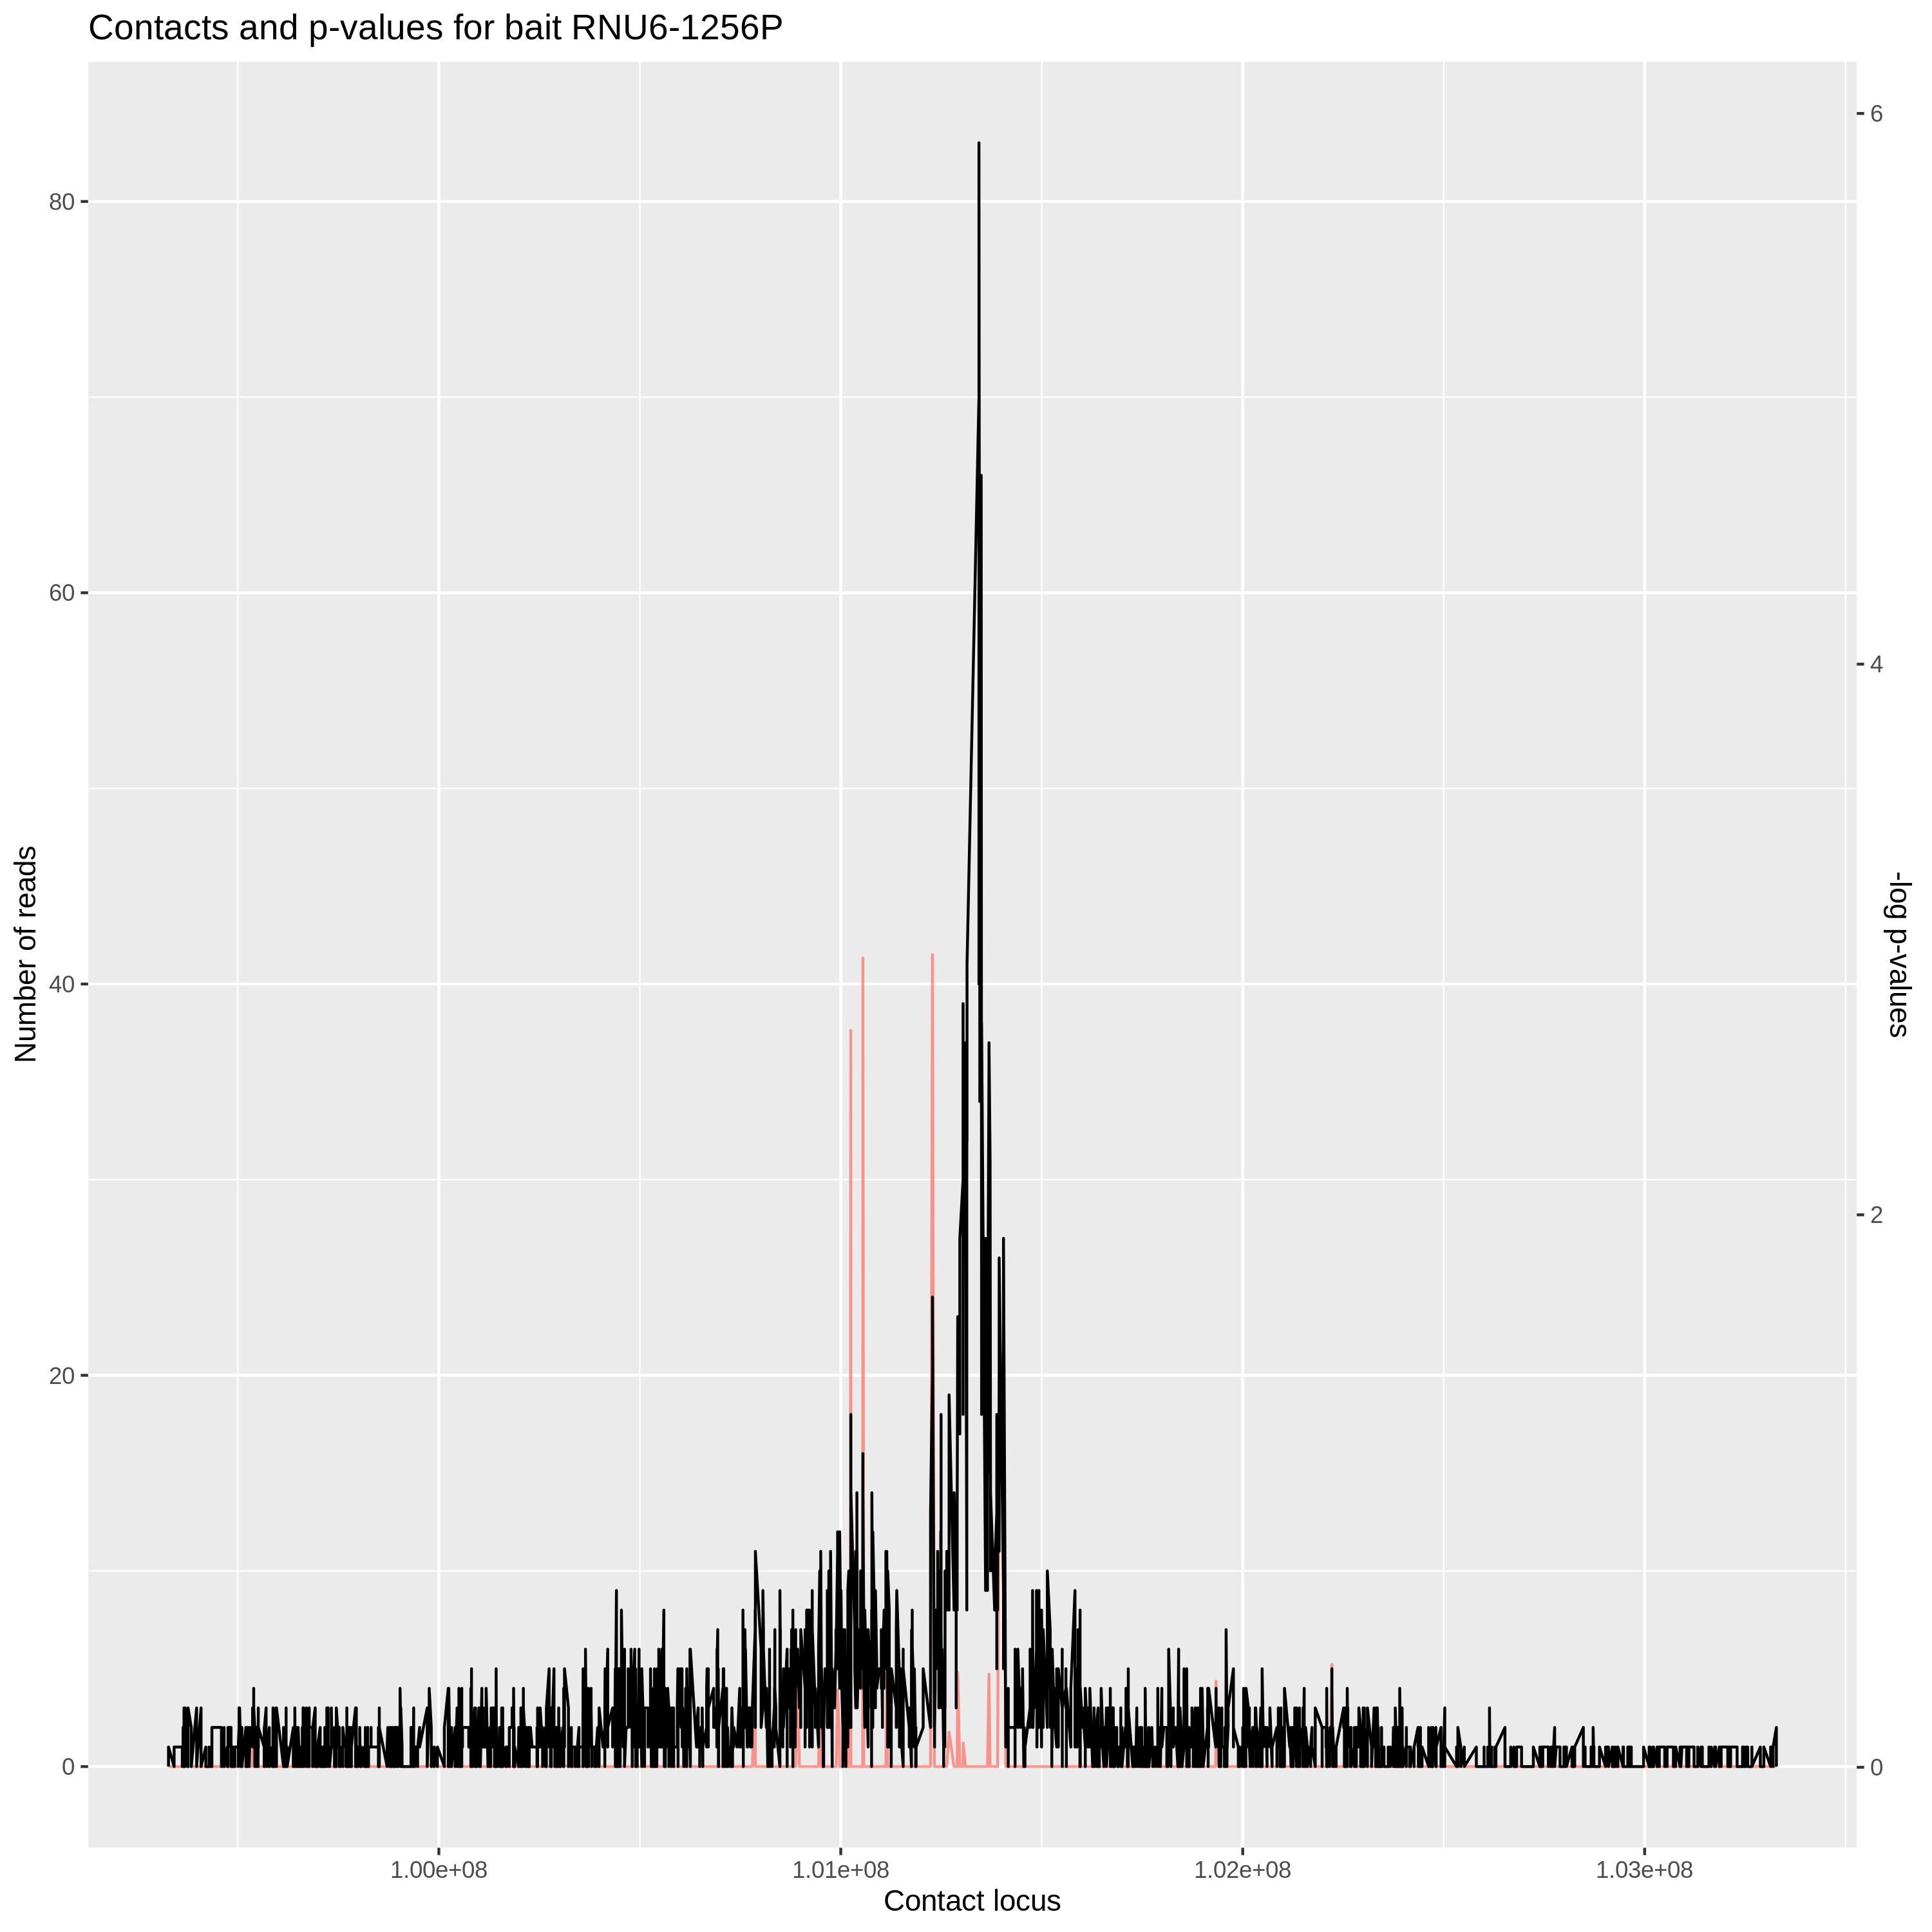 Contacts and p-values for bait RNU6-1256P
80
60
40
20
0
Number of reads
6
4
2
0
-log p-values
1.00e+08
1.01e+08
1.02e+08
1.03e+08
Contact locus